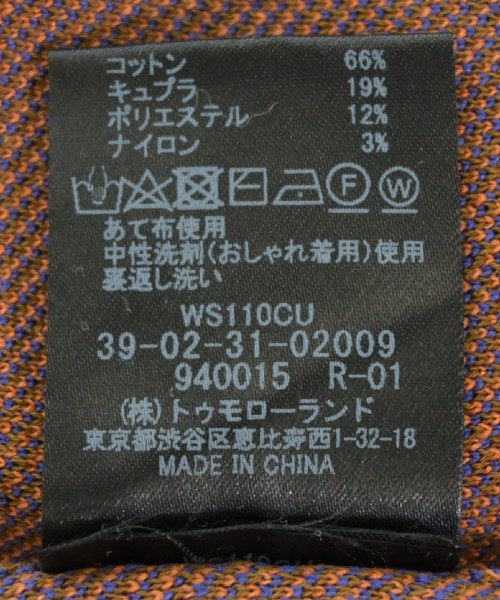 コットン 66%
キュプラ 19%
ポリエステル 12%
ナイロン 3%
F W
あて布使用
中性洗剤(おしゃれ着用)使用
裏返し洗い
WS110CU
39-02-31-02009
940015 R-01
(株)トゥモローランド
東京都渋谷区恵比寿西1-32-18
MADE IN CHINA